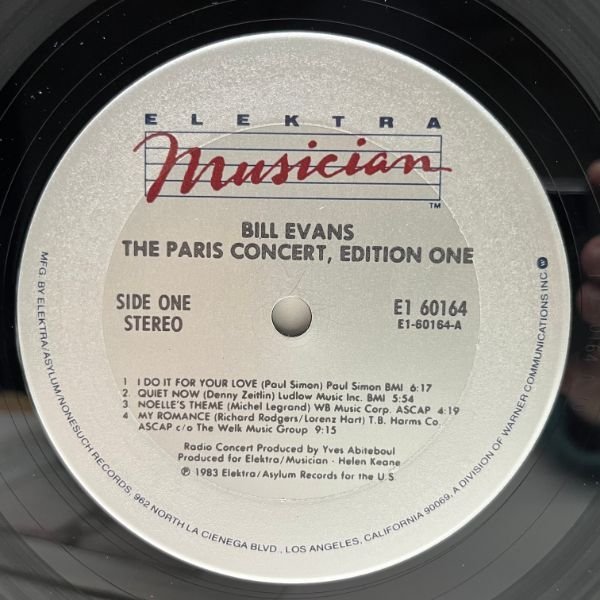 ELEKTRA
Musician
TM
BILL EVANS
THE PARIS CONCERT, EDITION ONE
SIDE ONE
STEREO
E1 60164
E1-60164-A
1 I DO IT FOR YOUR LOVE (Paul Simon) Paul Simon BMI 6:17
2 QUIET NOW (Denny Zeitlin) Ludlow Music Inc. BMI 5:54
3 NOELLE'S THEME (Michel Legrand) WB Music Corp. ASCAP 4:19
4 MY ROMANCE (Richard Rodgers/Lorenz Hart) T.B. Harms Co.
ASCAP c/o The Welk Music Group 9:15
Radio Concert Produced by Yves Abiteboul
Produced for Elektra/Musician - Helen Keane
℗ 1983 Elektra/Asylum Records for the U.S.
MFG. BY ELEKTRA/ASYLUM/NONESUCH RECORDS, 962 NORTH LA CIENEGA BLVD., LOS ANGELES, CALIFORNIA 90069, A DIVISION OF WARNER COMMUNICATIONS INC